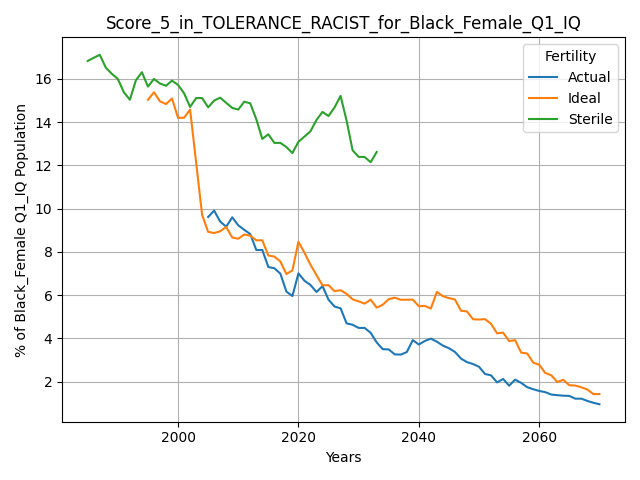 Score_5_in_TOLERANCE_RACIST_for_Black_Female_Q1_IQ
Fertility
Actual
Ideal
Sterile
% of Black_Female Q1_IQ Population
16
14
12
10
8
6
4
2
2000
2020
2040
2060
Years